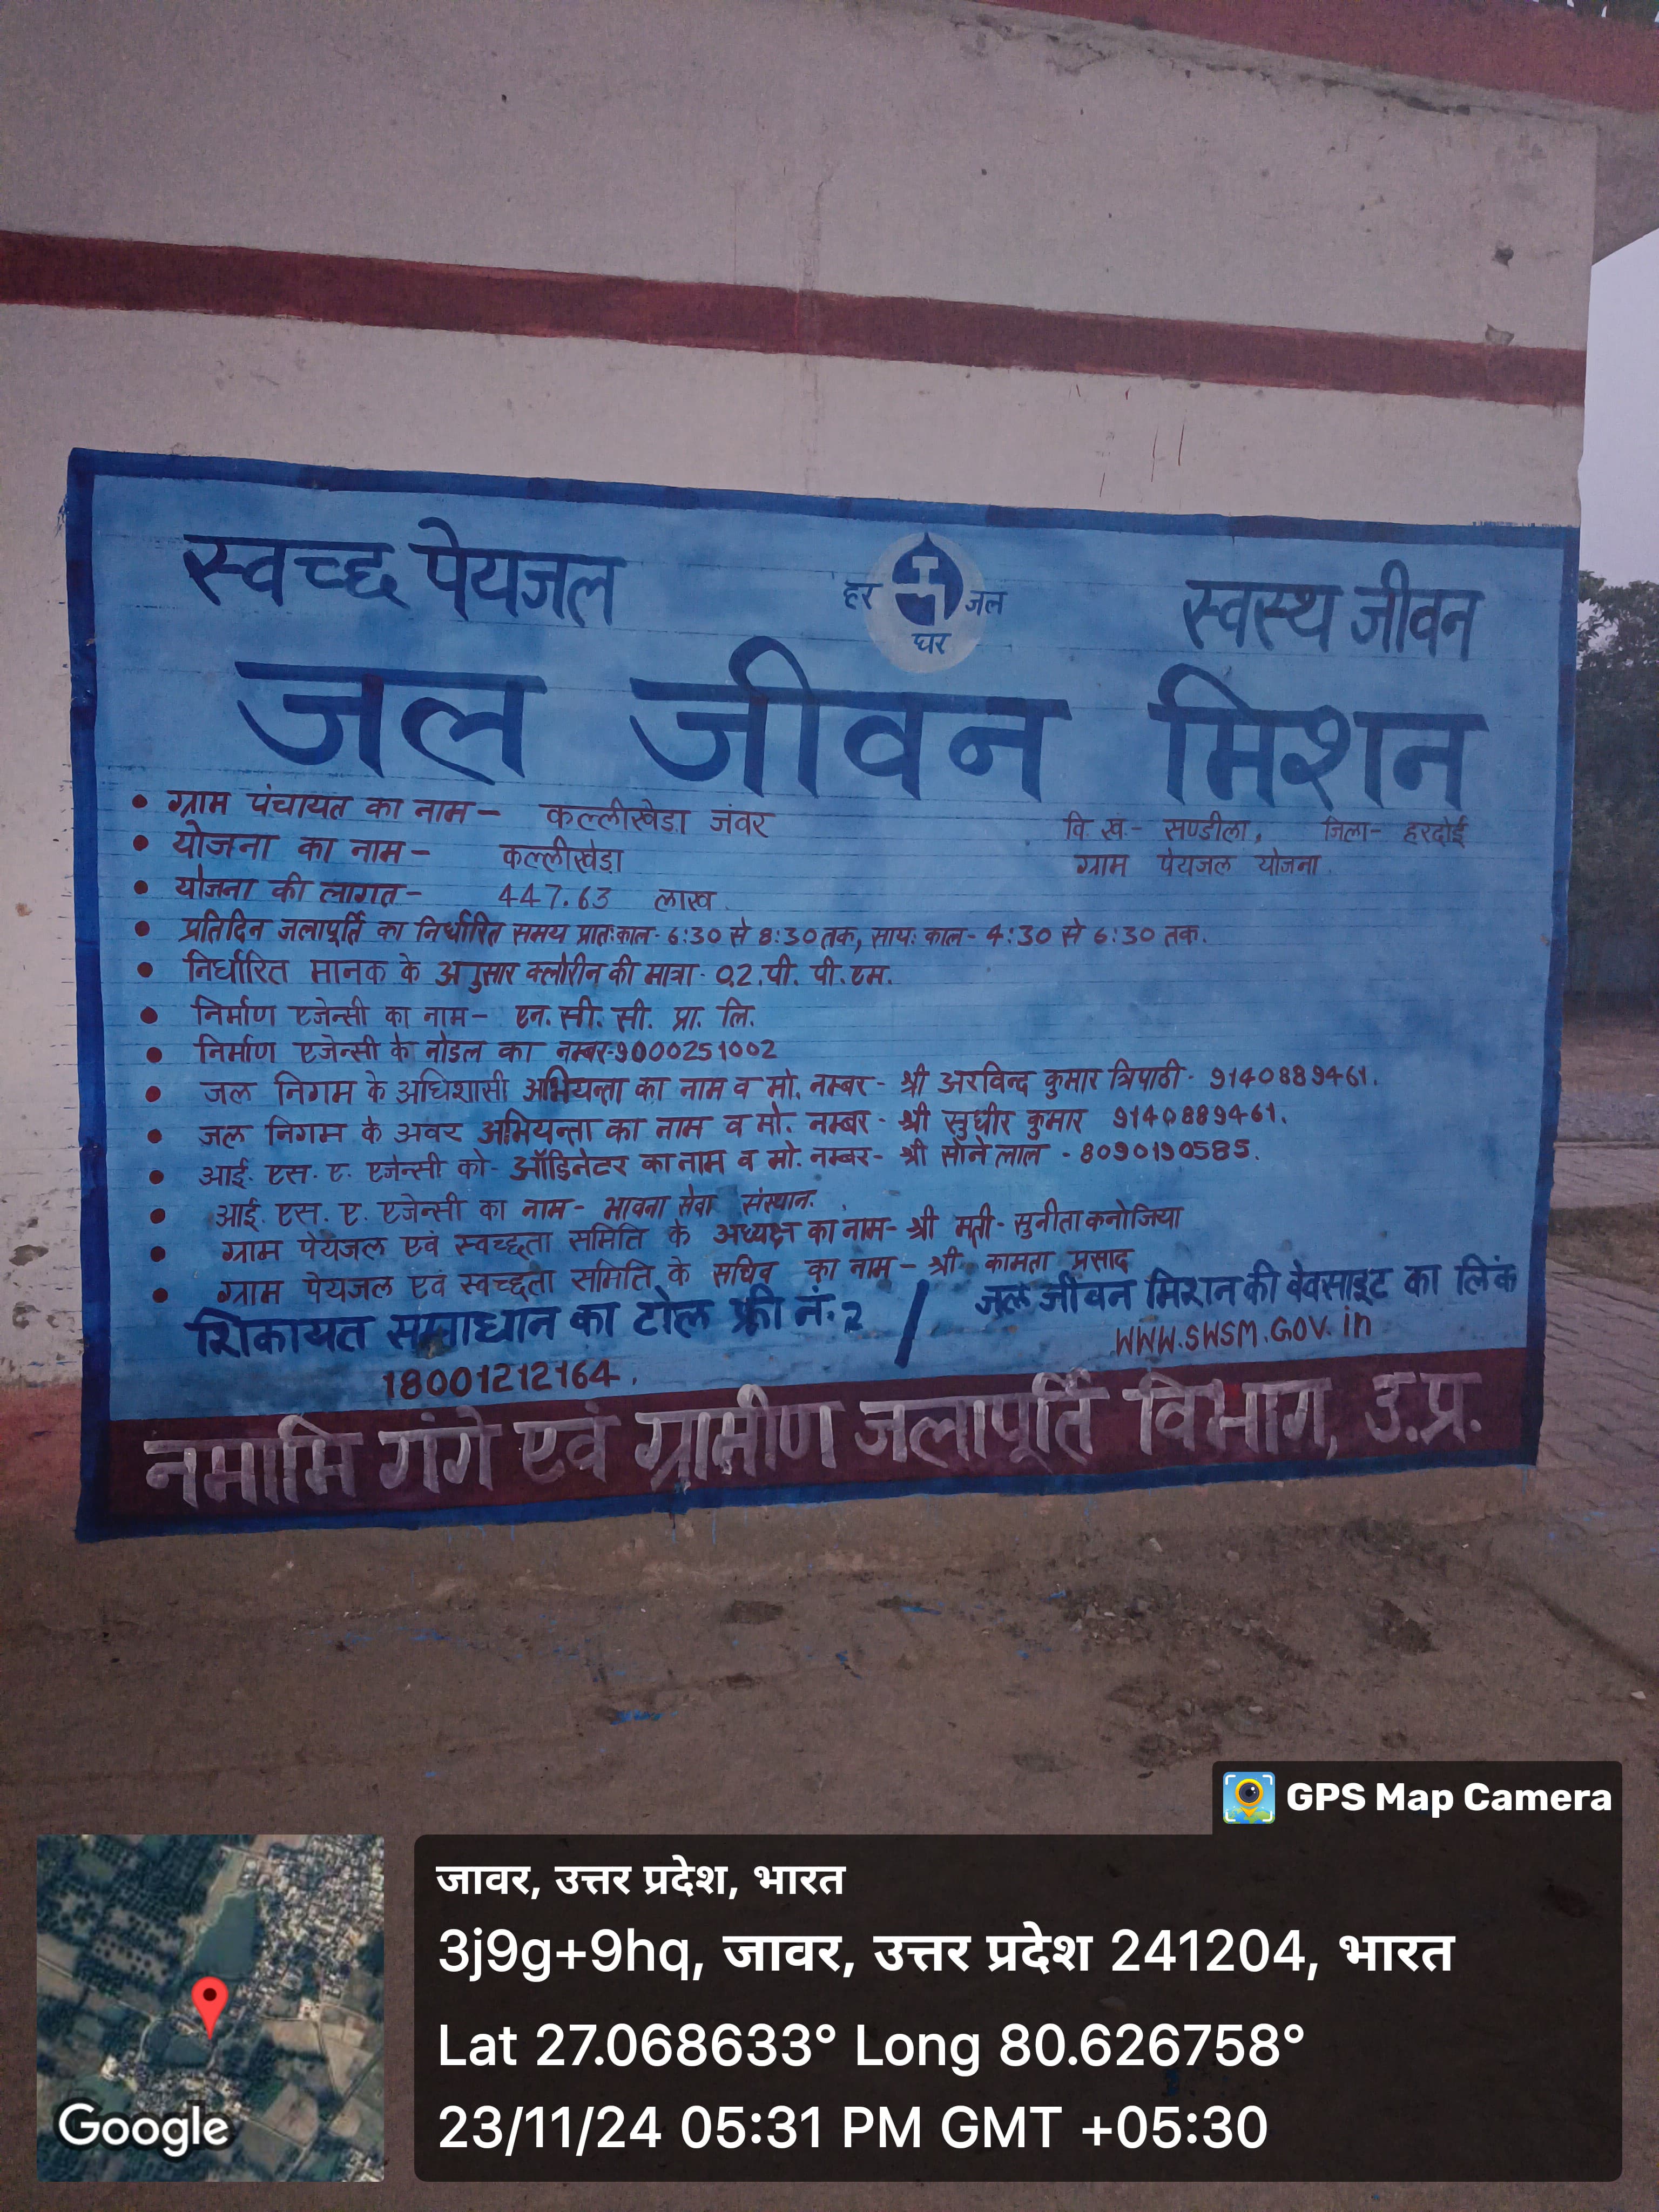 स्वच्छ पेयजल
हर जल
घर
स्वस्थ जीवन
जल जीवन मिशन
• ग्राम पंचायत का नाम - कल्लीखेडा जंवर वि. ख. - सण्डीला, जिला - हरदोई
• योजना का नाम - कल्लीखेडा ग्राम पेयजल योजना.
• योजना की लागत - 447.63 लाख.
• प्रतिदिन जलापूर्ति का निर्धारित समय प्रातःकाल - 6:30 से 8:30 तक, सायः काल - 4:30 से 6:30 तक.
• निर्धारित मानक के अनुसार क्लोरीन की मात्रा - 0.2. पी. पी. एम.
• निर्माण एजेन्सी का नाम - एन. सी. सी. प्रा. लि.
• निर्माण एजेन्सी के नोडल का नम्बर - 9000251002
• जल निगम के अधिशासी अभियन्ता का नाम व मो. नम्बर - श्री अरविन्द कुमार त्रिपाठी - 9140889461.
• जल निगम के अवर अभियन्ता का नाम व मो. नम्बर - श्री सुधीर कुमार 9140889461.
• आई. एस. ए. एजेन्सी को-ऑडिनेटर का नाम व मो. नम्बर - श्री सोने लाल - 8090190585.
• आई. एस. ए. एजेन्सी का नाम - भावना सेवा संस्थान.
• ग्राम पेयजल एवं स्वच्छता समिति के अध्यक्ष का नाम - श्री मती - सुनीता कनोजिया
• ग्राम पेयजल एवं स्वच्छता समिति के सचिव का नाम - श्री कामता प्रसाद
शिकायत समाधान का टोल फ्री नं. 2 / जल जीवन मिशन की वेवसाइट का लिंक
18001212164. WWW.SWSM.GOV.in
नमामि गंगे एवं ग्रामीण जलापूर्ति विभाग, उ.प्र.
GPS Map Camera
जावर, उत्तर प्रदेश, भारत
3j9g+9hq, जावर, उत्तर प्रदेश 241204, भारत
Lat 27.068633° Long 80.626758°
23/11/24 05:31 PM GMT +05:30
Google